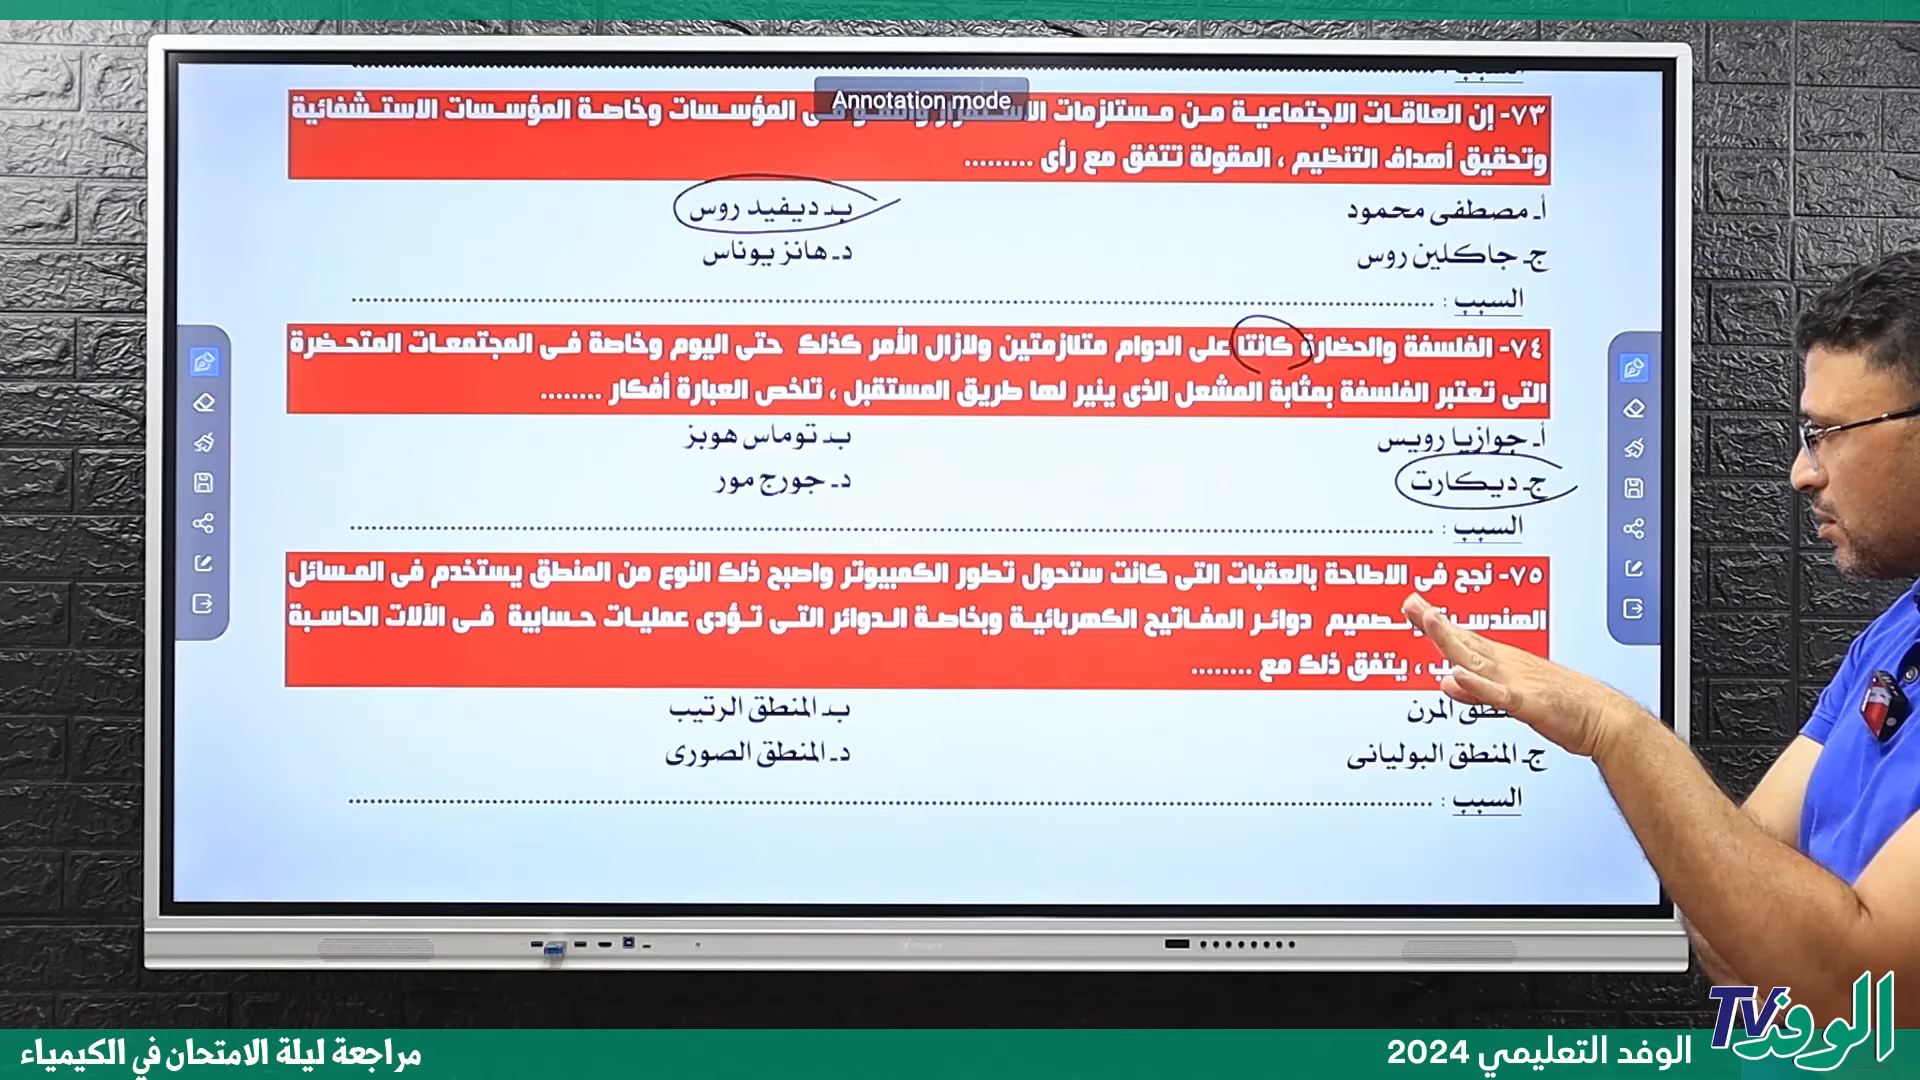 السبب :
Annotation mode
٧٣- إن العلاقات الاجتماعية من مستلزمات المؤسسات وخاصة المؤسسات الاستشفائية
وتحقيق أهداف التنظيم ، المقولة تتفق مع رأى .........
أ- مصطفى محمود
ب- ديفيد روس
ج- جاكلين روس
د- هانز يوناس
السبب : ................................
٧٤- الفلسفة والحضارة كانتا على الدوام متلازمتين ولازال الأمر كذلك حتى اليوم وخاصة فى المجتمعات المتحضرة
التى تعتبر الفلسفة بمثابة المشعل الذى ينير لها طريق المستقبل ، تلخص العبارة أفكار ........
أ- جوازيا رويس
ب- توماس هوبز
ج- ديكارت
د- جورج مور
السبب : ................................
٧٥- نجح فى الاطاحة بالعقبات التى كانت ستحول تطور الكمبيوتر واصبح ذلك النوع من المنطق يستخدم فى المسائل
الهندسية وتصميم دوائر المفاتيح الكهربائية وبخاصة الدوائر التى تؤدى عمليات حسابية فى الآلات الحاسبة
، يتفق ذلك مع ........
المرن
ب- المنطق الرتيب
ج- المنطق البوليانى
د- المنطق الصورى
السبب : ................................
الوفد TV
الوفد التعليمي 2024
مراجعة ليلة الامتحان في الكيمياء